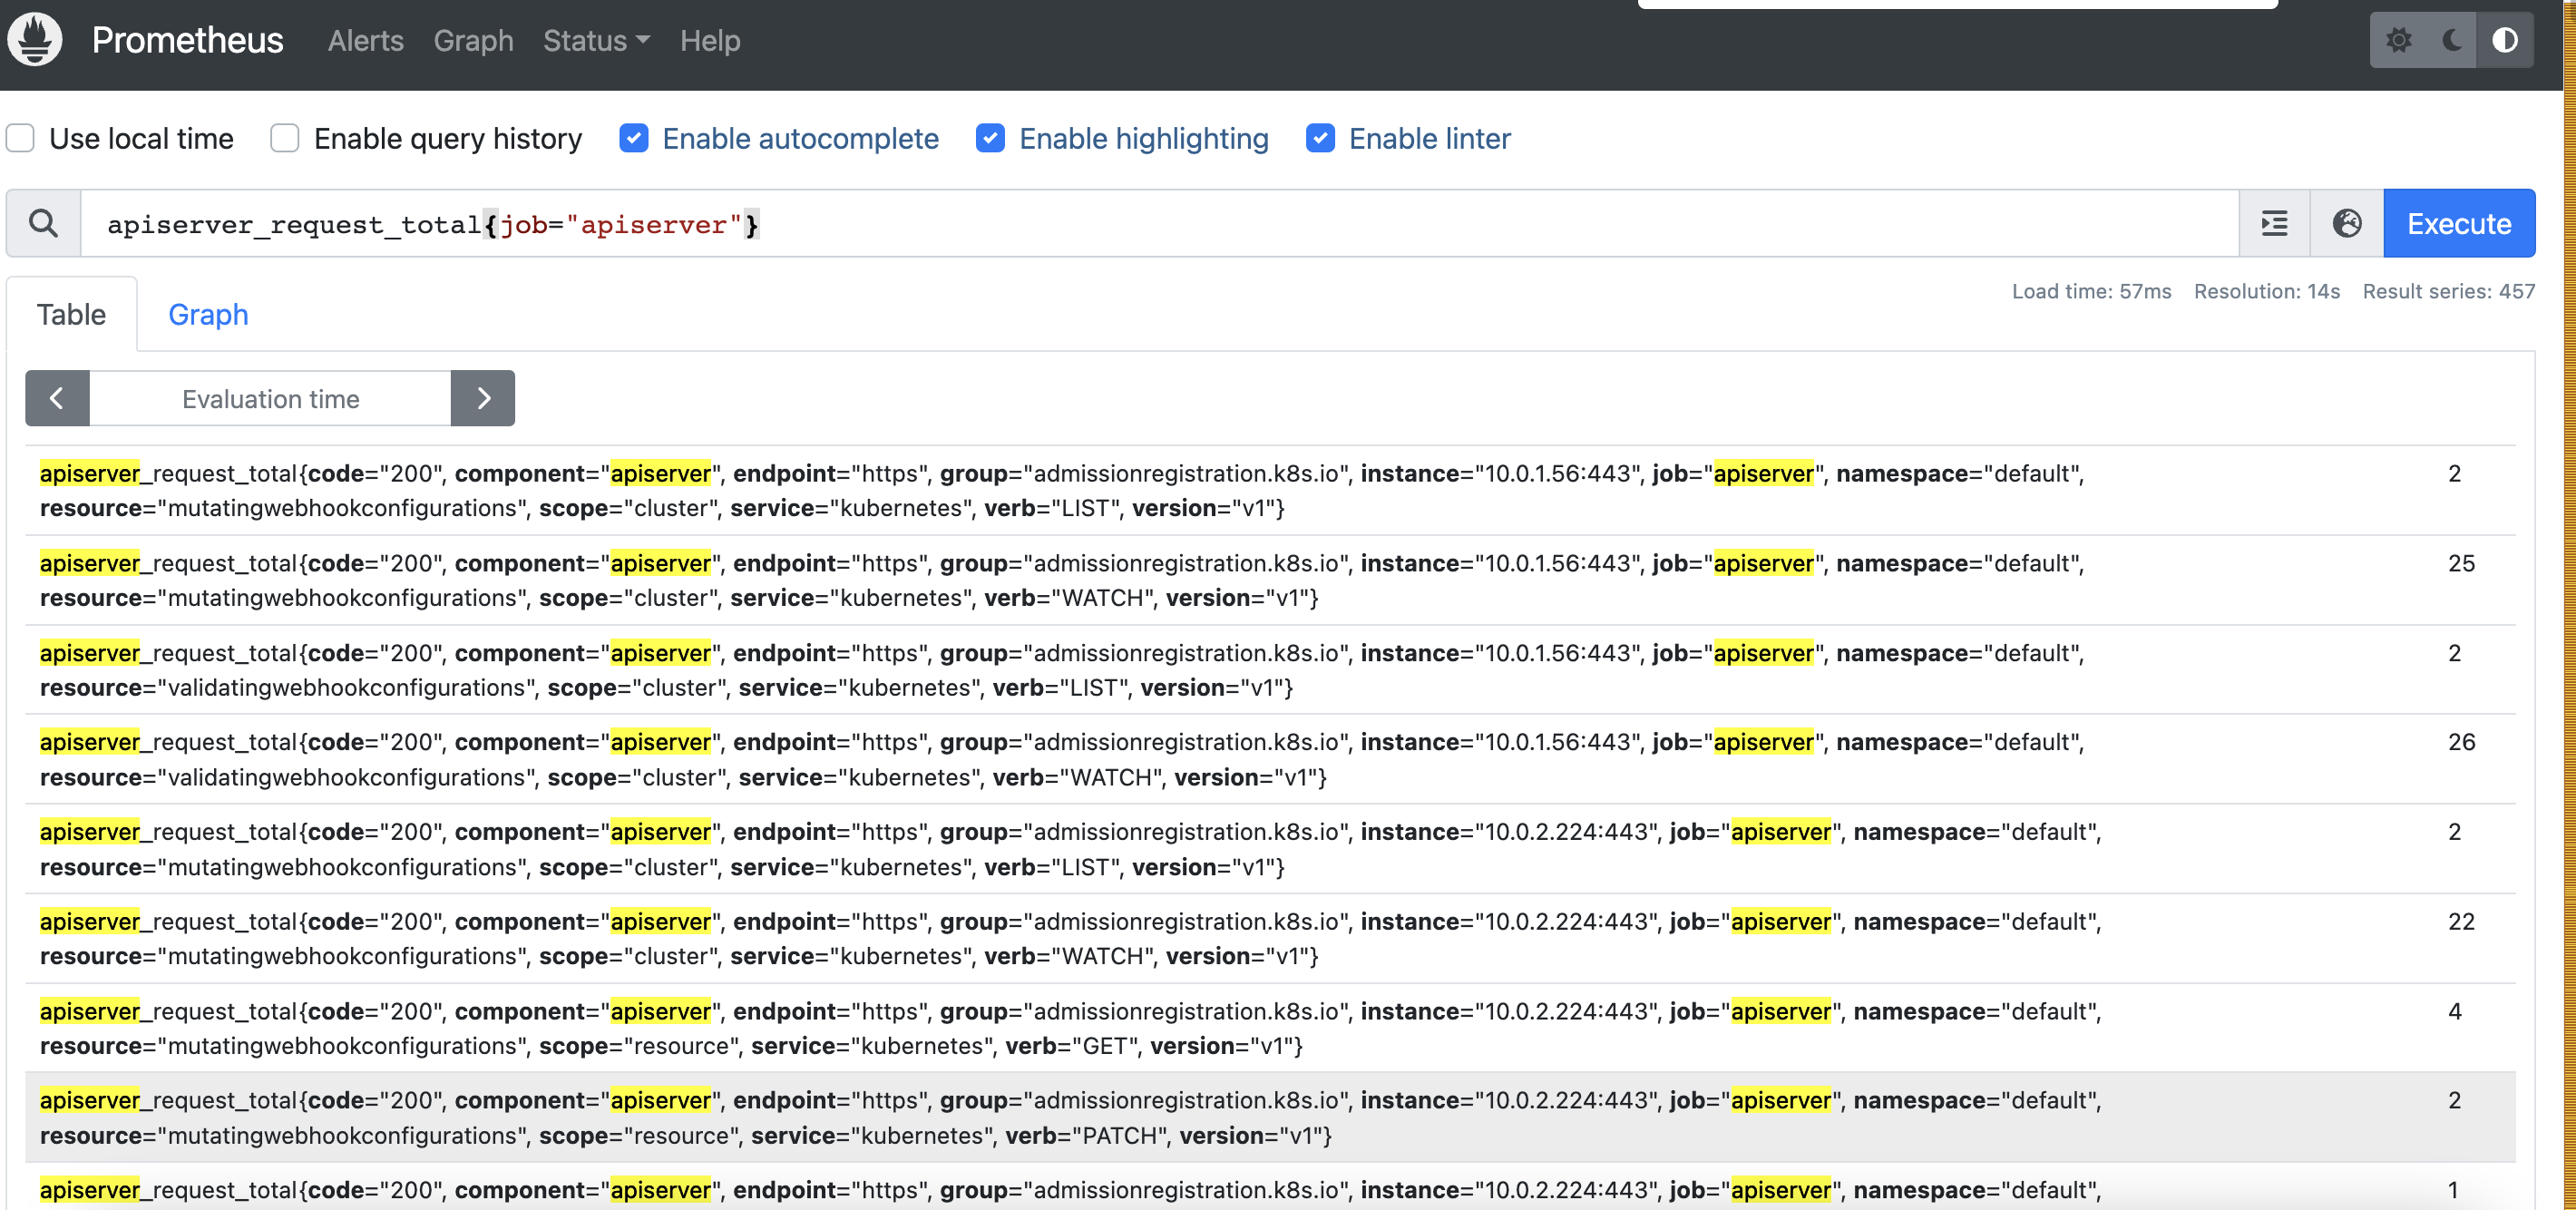 Prometheus Alerts Graph Status Help
Use local time Enable query history Enable autocomplete Enable highlighting Enable linter
apiserver_request_total{job="apiserver"}
Execute
Load time: 57ms Resolution: 14s Result series: 457
Table Graph
Evaluation time
apiserver_request_total{code="200", component="apiserver", endpoint="https", group="admissionregistration.k8s.io", instance="10.0.1.56:443", job="apiserver", namespace="default", 2
resource="mutatingwebhookconfigurations", scope="cluster", service="kubernetes", verb="LIST", version="v1"}
apiserver_request_total{code="200", component="apiserver", endpoint="https", group="admissionregistration.k8s.io", instance="10.0.1.56:443", job="apiserver", namespace="default", 25
resource="mutatingwebhookconfigurations", scope="cluster", service="kubernetes", verb="WATCH", version="v1"}
apiserver_request_total{code="200", component="apiserver", endpoint="https", group="admissionregistration.k8s.io", instance="10.0.1.56:443", job="apiserver", namespace="default", 2
resource="validatingwebhookconfigurations", scope="cluster", service="kubernetes", verb="LIST", version="v1"}
apiserver_request_total{code="200", component="apiserver", endpoint="https", group="admissionregistration.k8s.io", instance="10.0.1.56:443", job="apiserver", namespace="default", 26
resource="validatingwebhookconfigurations", scope="cluster", service="kubernetes", verb="WATCH", version="v1"}
apiserver_request_total{code="200", component="apiserver", endpoint="https", group="admissionregistration.k8s.io", instance="10.0.2.224:443", job="apiserver", namespace="default", 2
resource="mutatingwebhookconfigurations", scope="cluster", service="kubernetes", verb="LIST", version="v1"}
apiserver_request_total{code="200", component="apiserver", endpoint="https", group="admissionregistration.k8s.io", instance="10.0.2.224:443", job="apiserver", namespace="default", 22
resource="mutatingwebhookconfigurations", scope="cluster", service="kubernetes", verb="WATCH", version="v1"}
apiserver_request_total{code="200", component="apiserver", endpoint="https", group="admissionregistration.k8s.io", instance="10.0.2.224:443", job="apiserver", namespace="default", 4
resource="mutatingwebhookconfigurations", scope="resource", service="kubernetes", verb="GET", version="v1"}
apiserver_request_total{code="200", component="apiserver", endpoint="https", group="admissionregistration.k8s.io", instance="10.0.2.224:443", job="apiserver", namespace="default", 2
resource="mutatingwebhookconfigurations", scope="resource", service="kubernetes", verb="PATCH", version="v1"}
apiserver_request_total{code="200", component="apiserver", endpoint="https", group="admissionregistration.k8s.io", instance="10.0.2.224:443", job="apiserver", namespace="default", 1